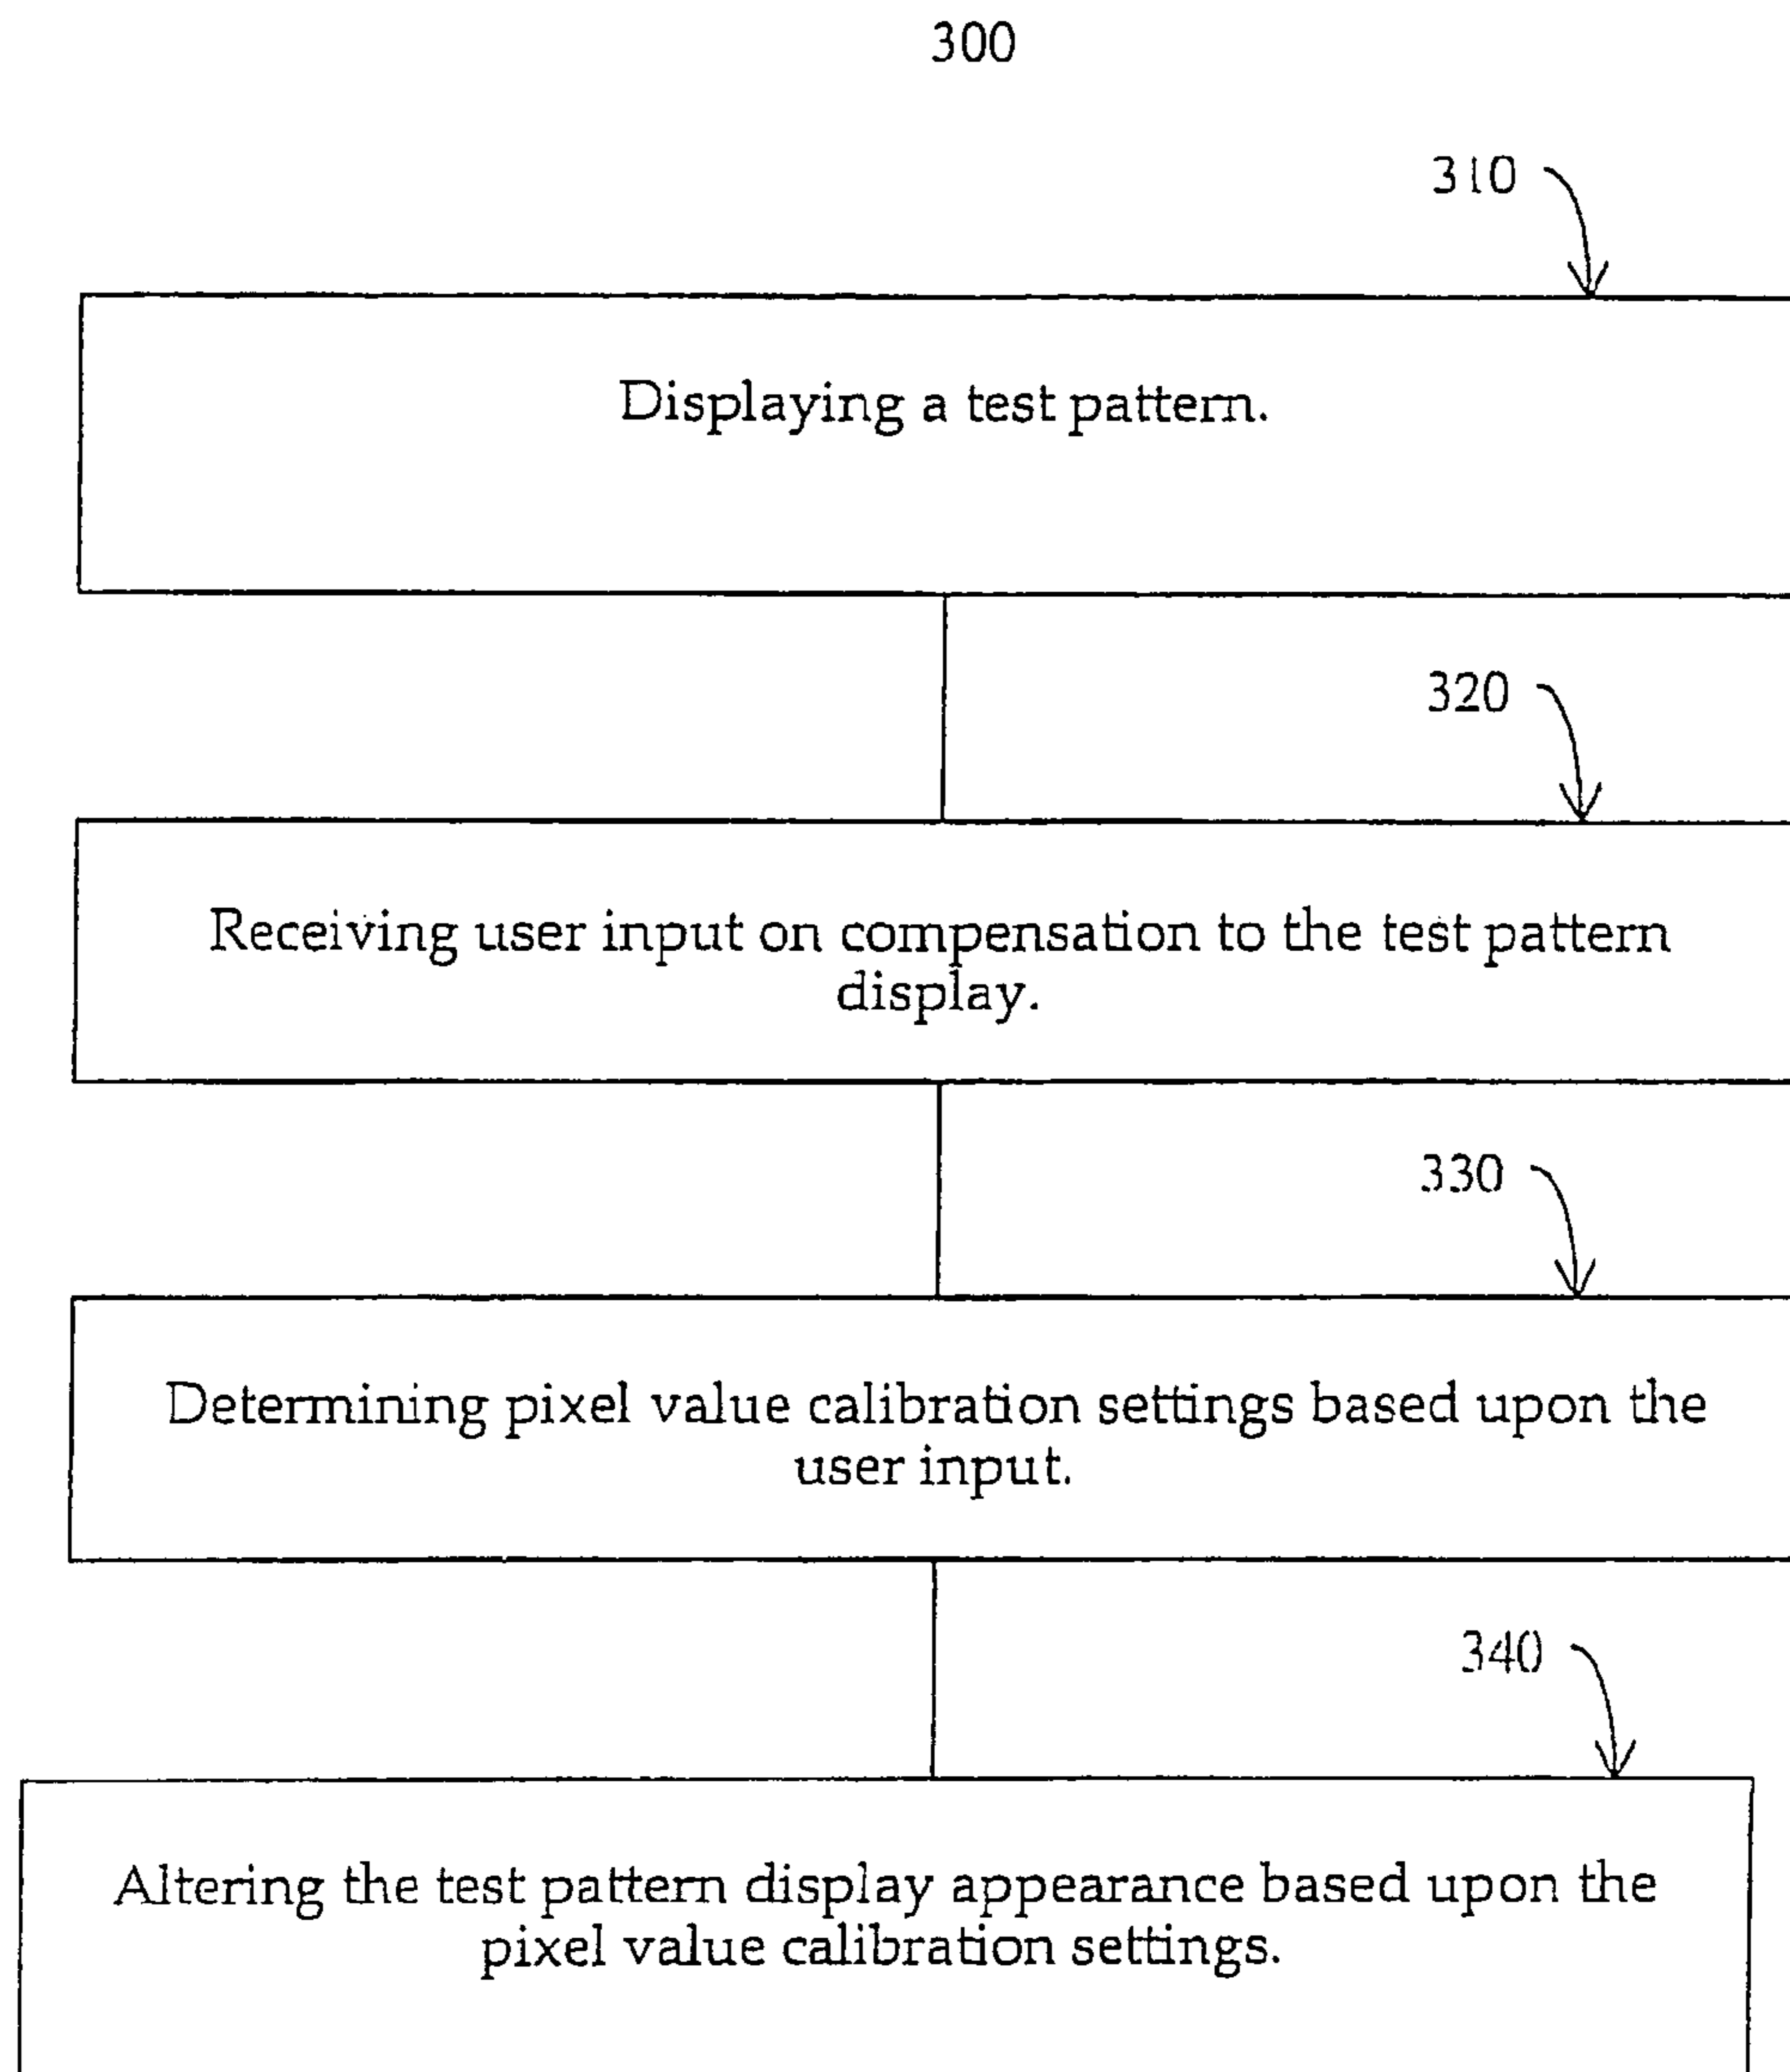 300
310
Displaying a test pattern.
320
Receiving user input on compensation to the test pattern
display.
330
Determining pixel value calibration settings based upon the
user input.
340
Altering the test pattern display appearance based upon the
pixel value calibration settings.